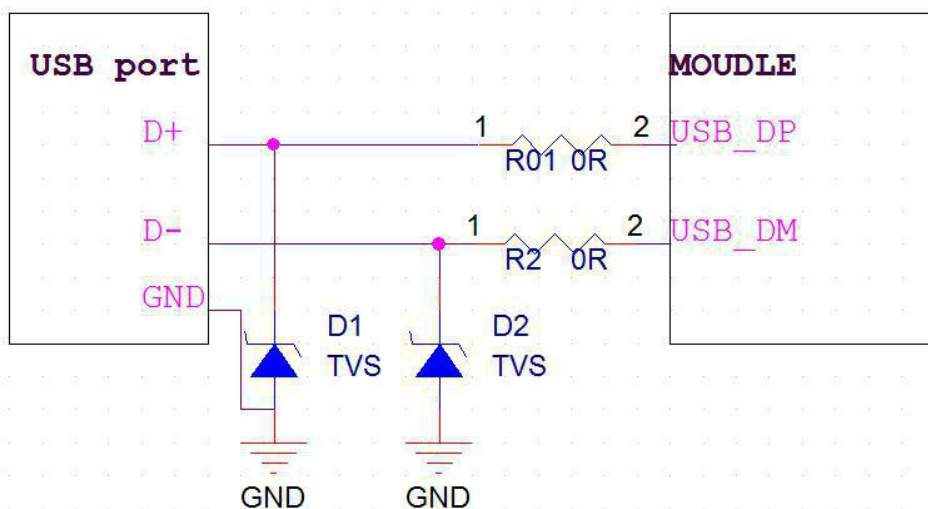 USB port
MOUDLE
D+
1
2
USB_DP
R01 0R
D-
1
2
USB_DM
R2 0R
GND
D1
TVS
D2
TVS
GND
GND